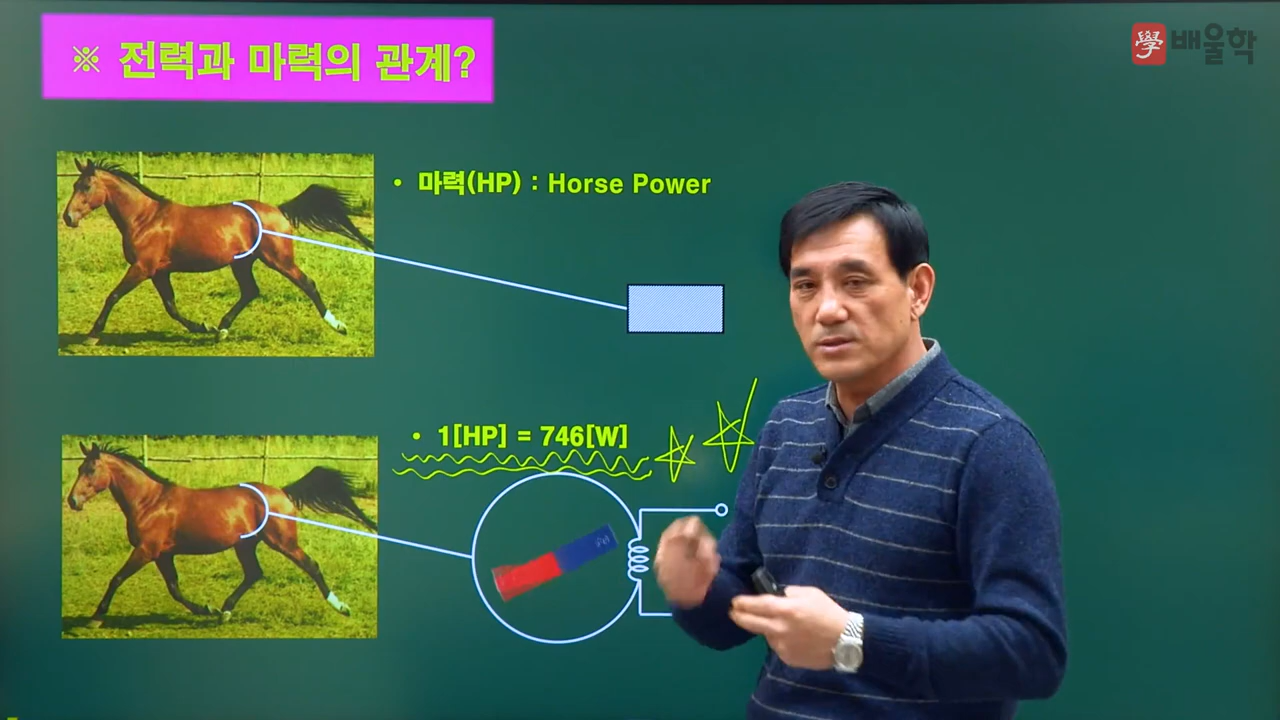 ※ 전력과 마력의 관계?
學 배울학
• 마력(HP) : Horse Power
• 1[HP] = 746[W]